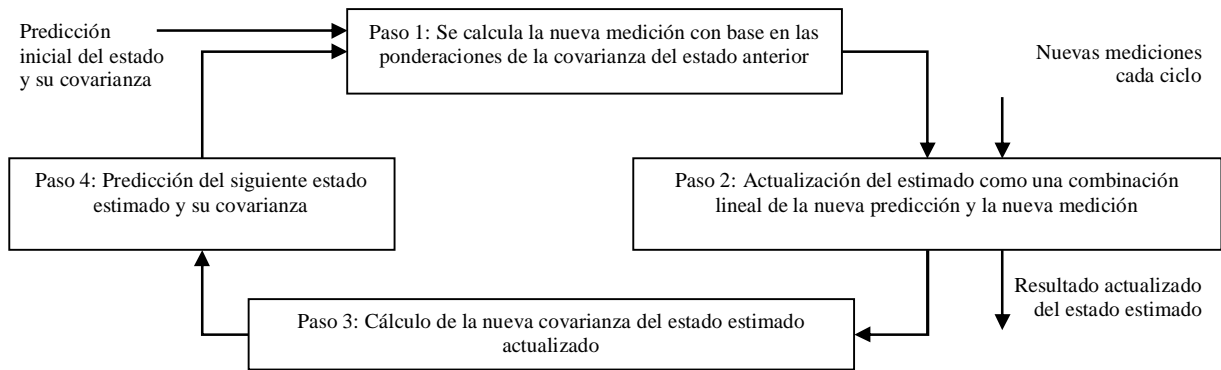 Predicción
inicial del estado
y su covarianza
Paso 1: Se calcula la nueva medición con base en las
ponderaciones de la covarianza del estado anterior
Nuevas mediciones
cada ciclo
Paso 4: Predicción del siguiente estado
estimado y su covarianza
Paso 2: Actualización del estimado como una combinación
lineal de la nueva predicción y la nueva medición
Resultado actualizado
del estado estimado
Paso 3: Cálculo de la nueva covarianza del estado estimado
actualizado